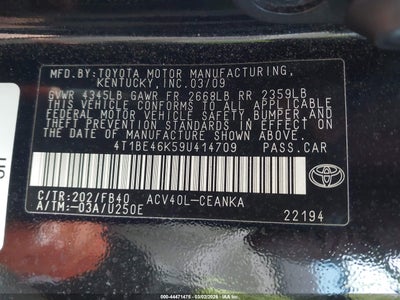 MFD.BY:TOYOTA MOTOR MANUFACTURING,
KENTUCKY,INC.03/09
GVWR 4345LB GAWR FR 2668LB RR 2359LB
THIS VEHICLE CONFORMS TO ALL APPLICABLE
FEDERAL MOTOR VEHICLE SAFETY, BUMPER, AND
THEFT PREVENTION STANDARDS IN EFFECT ON THE
DATE OF MANUFACTURE SHOWN ABOVE.
4T1BE46K59U414709 PASS.CAR
C/TR:202/FB40 ACV40L-CEANKA
A/TM:-03A/U250E
TOYOTA
22194
000-44471475 - 03/02/2026 - IAA Inc.